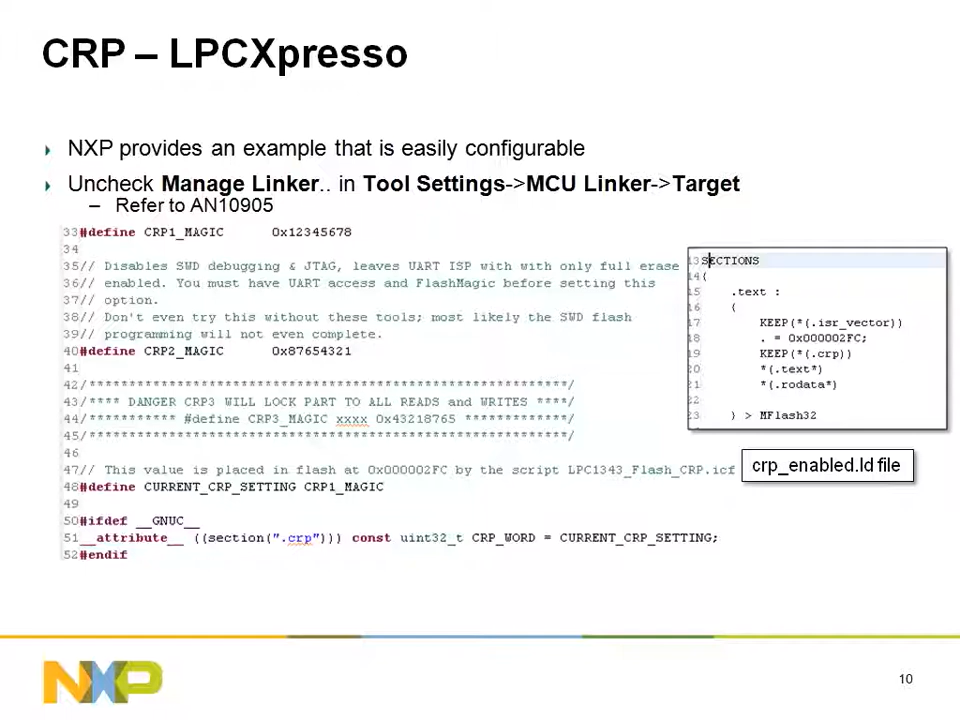 CRP – LPCXpresso
NXP provides an example that is easily configurable
Uncheck Manage Linker.. in Tool Settings->MCU Linker->Target
– Refer to AN10905
33#define CRP1_MAGIC 0x12345678
34
35// Disables SWD debugging & JTAG, leaves UART ISP with with only full erase
36// enabled. You must have UART access and FlashMagic before setting this
37// option.
38// Don't even try this without these tools; most likely the SWD flash
39// programming will not even complete.
40#define CRP2_MAGIC 0x87654321
41
42/************************************************************/
43/**** DANGER CRP3 WILL LOCK PART TO ALL READS and WRITES ****/
44/*********** #define CRP3_MAGIC xxxx 0x43218765 *************/
45/************************************************************/
46
47// This value is placed in flash at 0x000002FC by the script LPC1343_Flash_CRP.icf
48#define CURRENT_CRP_SETTING CRP1_MAGIC
49
50#ifdef __GNUC__
51__attribute__ ((section(".crp"))) const uint32_t CRP_WORD = CURRENT_CRP_SETTING;
52#endif
13SECTIONS
14{
15 .text :
16 {
17 KEEP(*(.isr_vector))
18 . = 0x000002FC;
19 KEEP(*(.crp))
20 *(.text*)
21 *(.rodata*)
22
23 } > MFlash32
crp_enabled.ld file
NXP
10